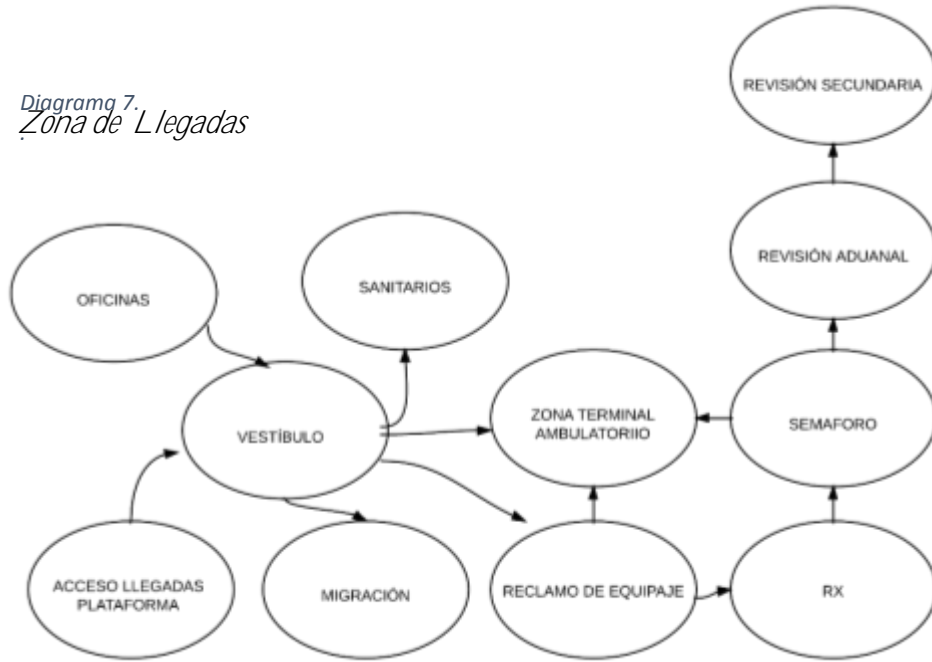 Diagrama 7.
Zona de Llegadas
.
REVISIÓN SECUNDARIA
REVISIÓN ADUANAL
OFICINAS
SANITARIOS
VESTÍBULO
ZONA TERMINAL
AMBULATORIIO
SEMAFORO
ACCESO LLEGADAS
PLATAFORMA
MIGRACIÓN
RECLAMO DE EQUIPAJE
RX